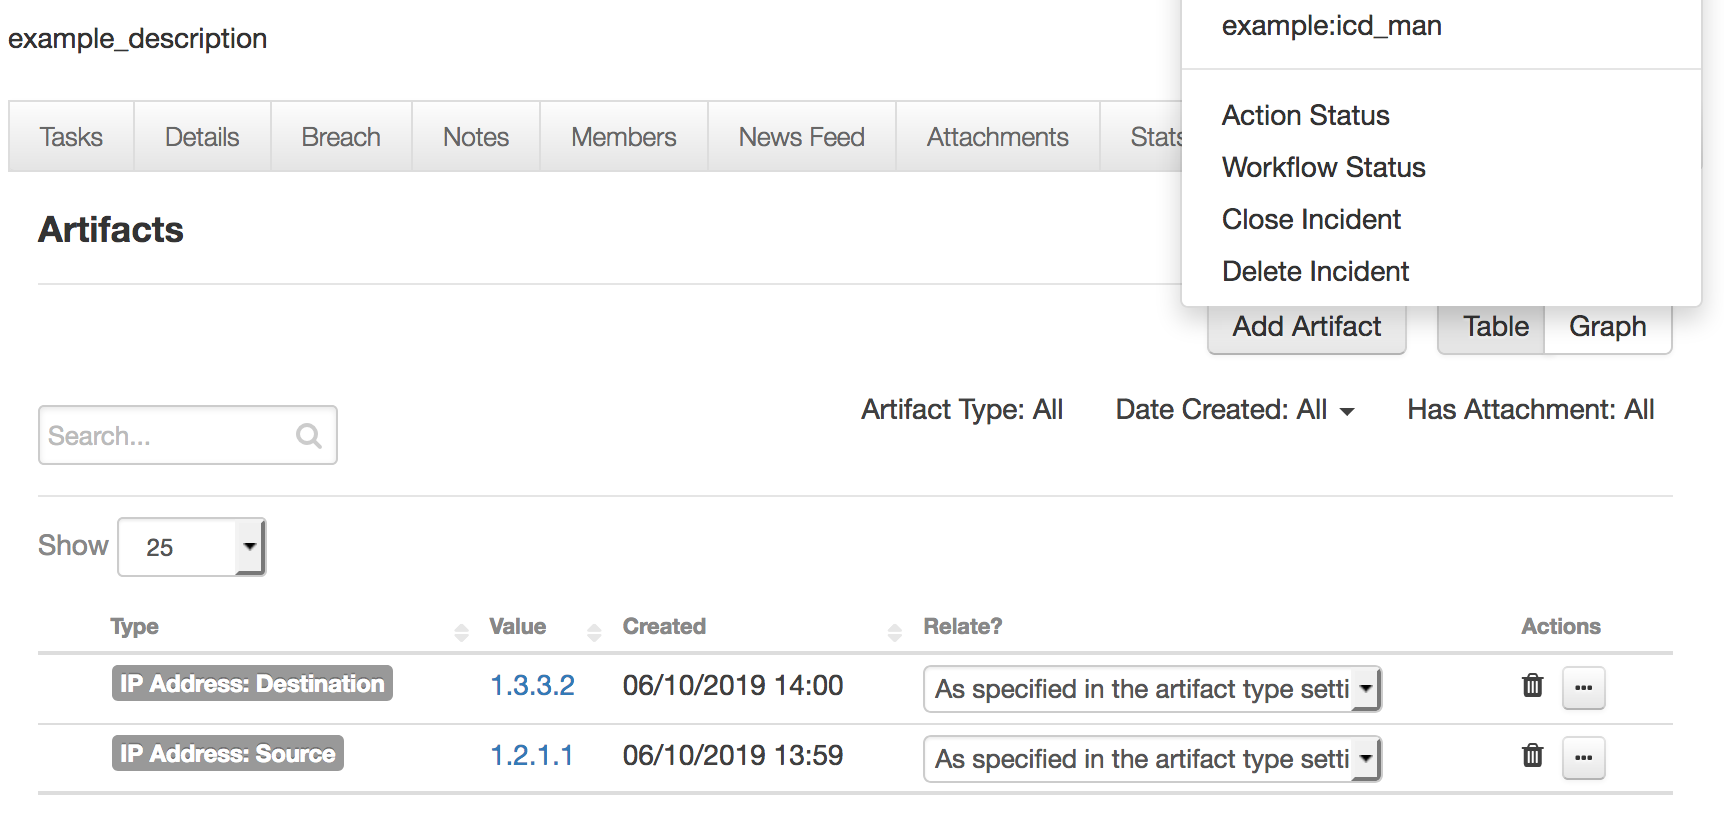 example_description
example:icd_man
Action Status
Workflow Status
Close Incident
Delete Incident
Tasks Details Breach Notes Members News Feed Attachments Stats
Artifacts
Add Artifact Table Graph
Artifact Type: All Date Created: All Has Attachment: All
Search...
Show 25
Type Value Created Relate? Actions
IP Address: Destination 1.3.3.2 06/10/2019 14:00 As specified in the artifact type setti ...
IP Address: Source 1.2.1.1 06/10/2019 13:59 As specified in the artifact type setti ...